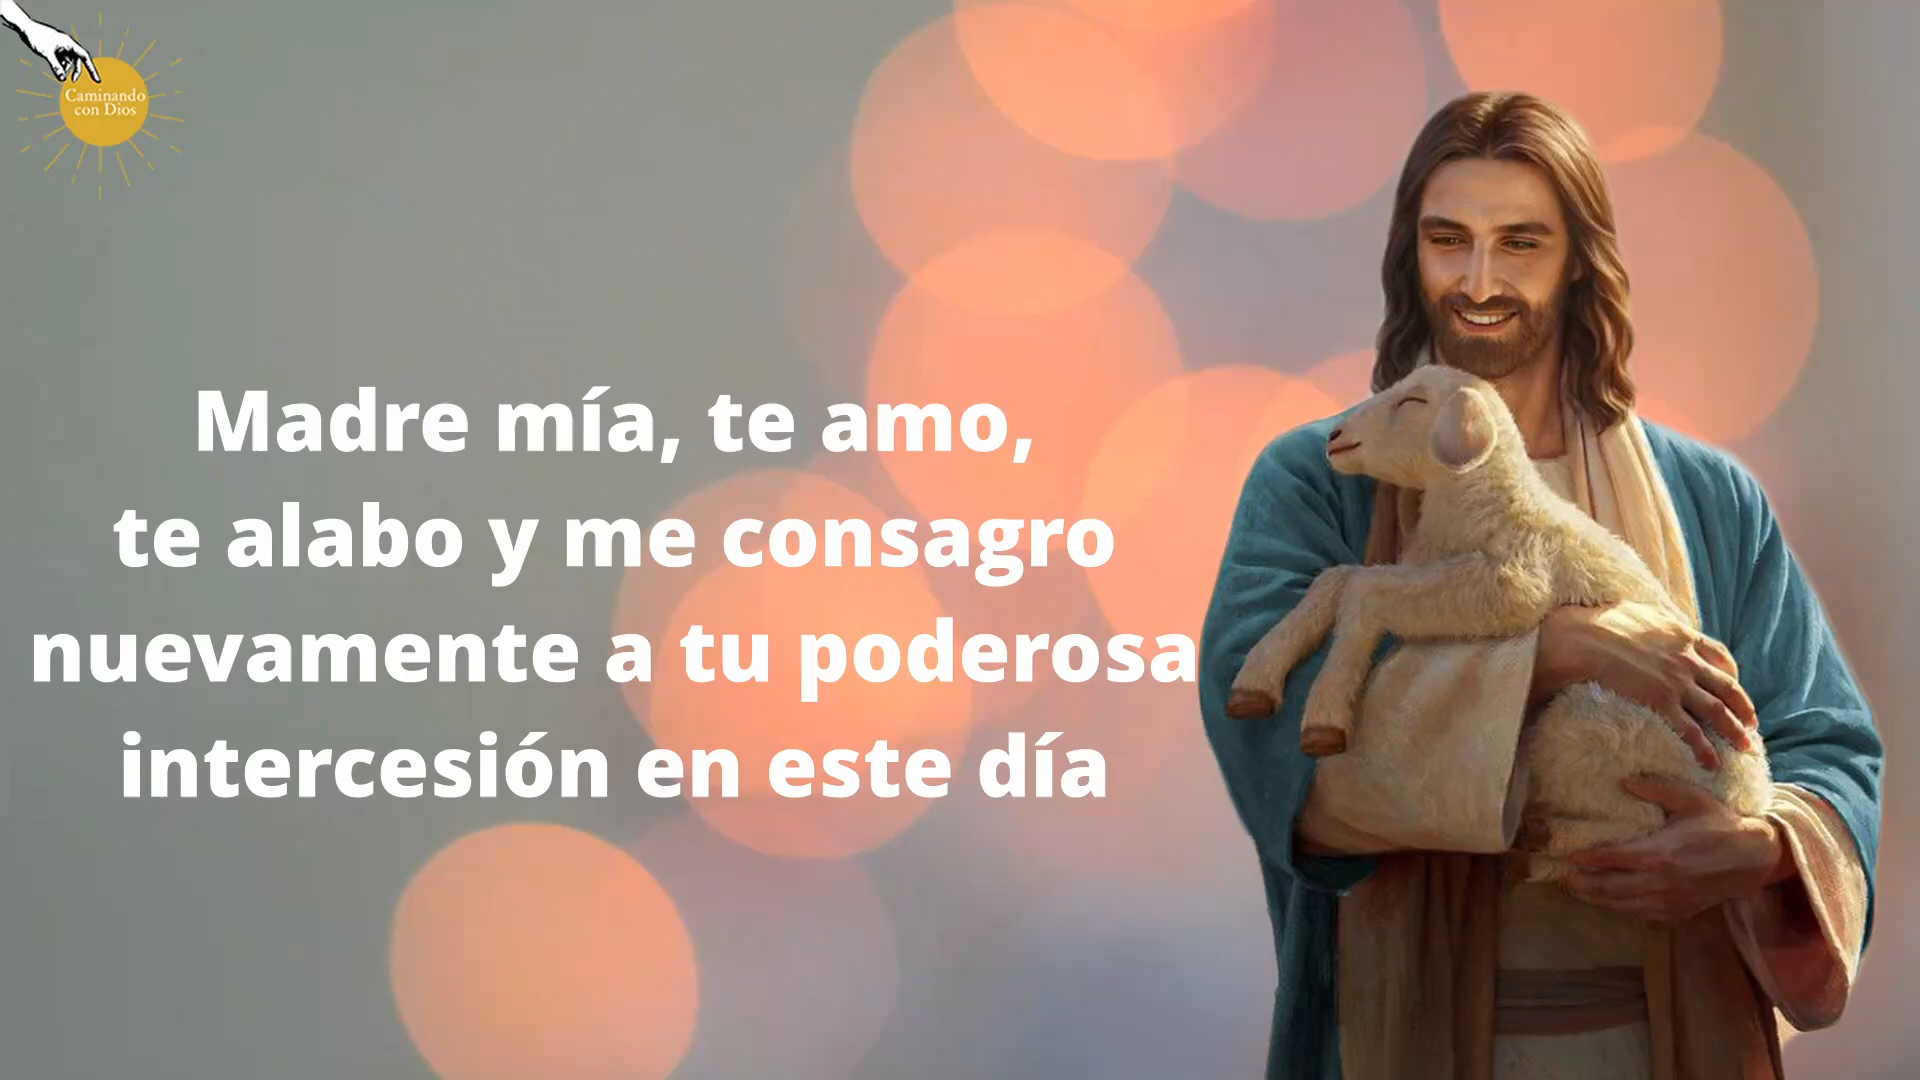 Caminando
con Dios
Madre mía, te amo,
te alabo y me consagro
nuevamente a tu poderosa
intercesión en este día